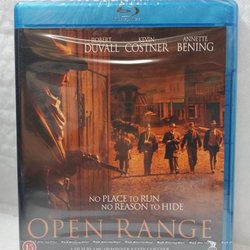 ROBERT KEVIN ANNETTE
DUVALL COSTNER BENING
NO PLACE TO RUN
NO REASON TO HIDE
OPEN RANGE